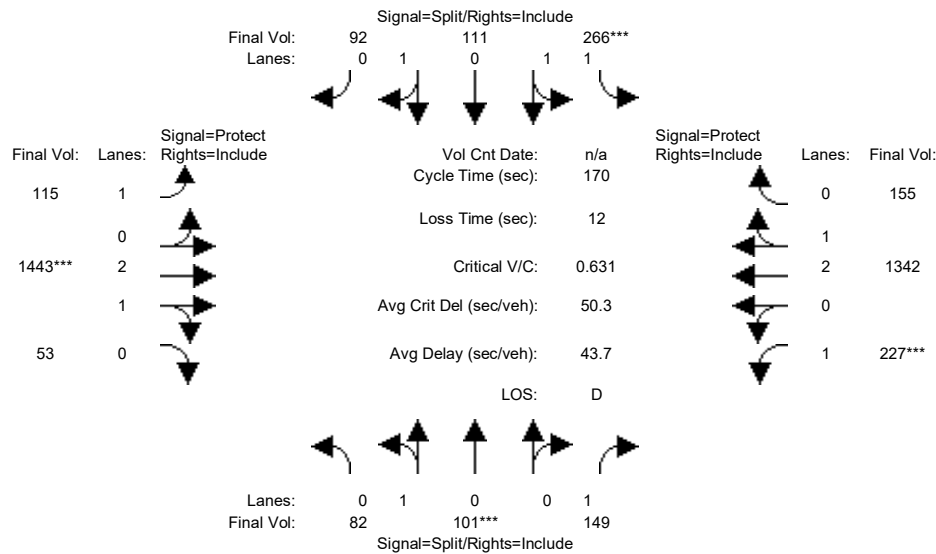 Signal=Split/Rights=Include
Final Vol: 92 111 266***
Lanes: 0 1 0 1 1
Signal=Protect
Final Vol: Lanes: Rights=Include
Vol Cnt Date: n/a
Signal=Protect
Rights=Include Lanes: Final Vol:
Cycle Time (sec): 170
115 1
0 155
Loss Time (sec): 12
0
1
1443*** 2
Critical V/C: 0.631
2 1342
1
Avg Crit Del (sec/veh): 50.3
0
53 0
Avg Delay (sec/veh): 43.7
1 227***
LOS: D
Lanes: 0 1 0 0 1
Final Vol: 82 101*** 149
Signal=Split/Rights=Include